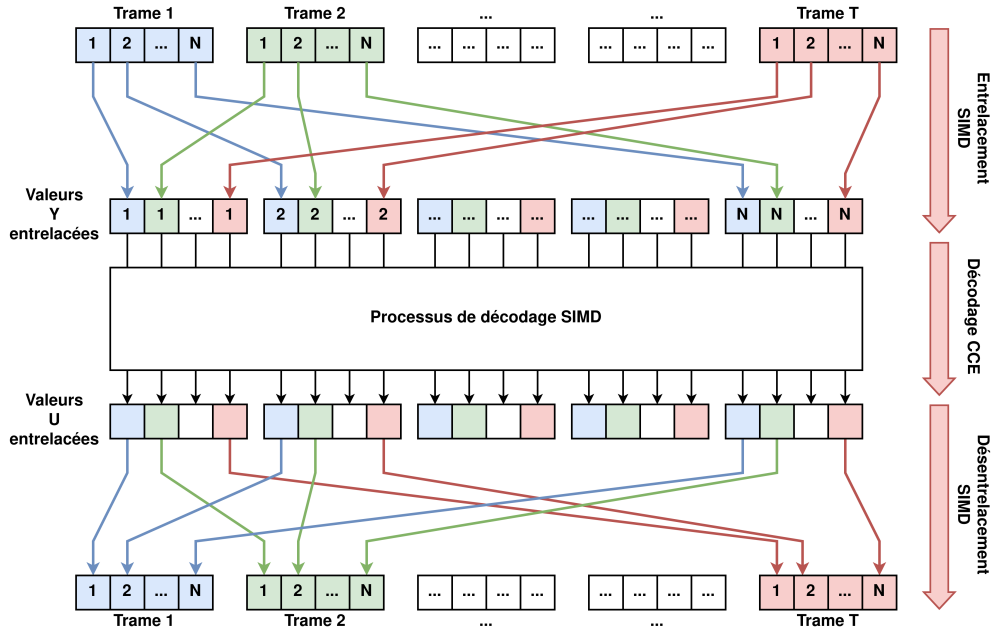 Trame 1 Trame 2 ... ... Trame T
1 2 ... N 1 2 ... N ... ... ... ... ... ... ... ... 1 2 ... N
Entrelacement
SIMD
Valeurs
Y
entrelacées
1 1 ... 1 2 2 ... 2 ... ... ... ... ... ... ... ... N N ... N
Processus de décodage SIMD
Décodage CCE
Valeurs
U
entrelacées
Désentrelacement
SIMD
1 2 ... N 1 2 ... N ... ... ... ... ... ... ... ... 1 2 ... N
Trame 1 Trame 2 ... ... Trame T